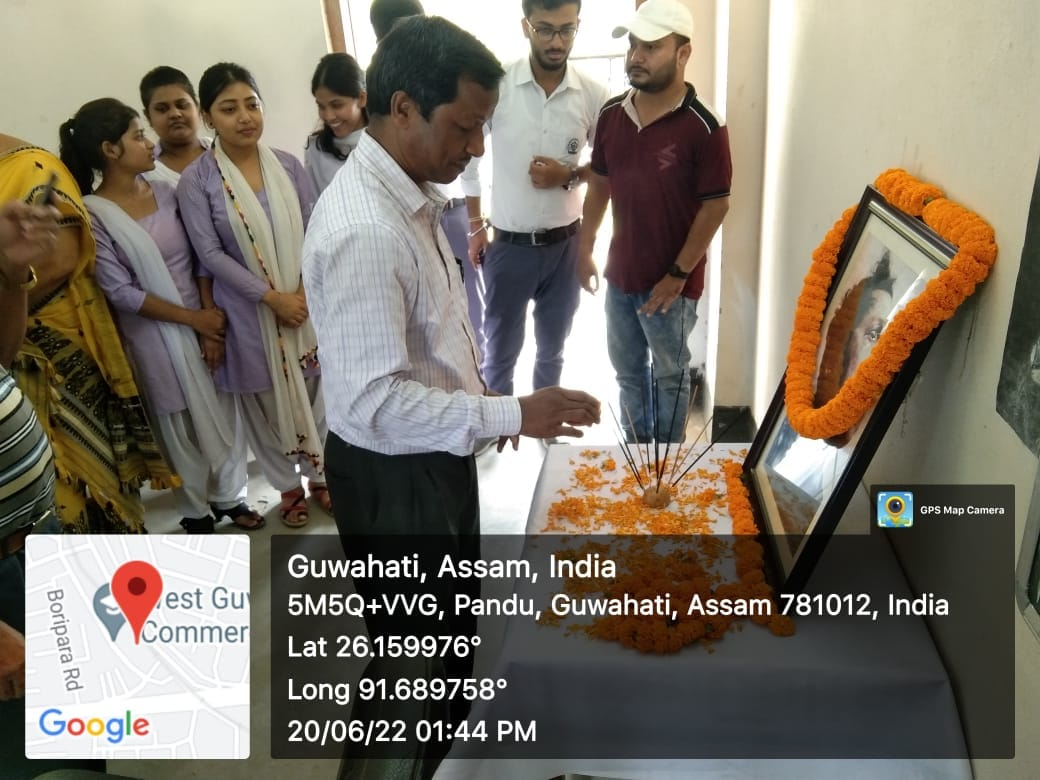 GPS Map Camera
Guwahati, Assam, India
5M5Q+VVG, Pandu, Guwahati, Assam 781012, India
Lat 26.159976°
Long 91.689758°
20/06/22 01:44 PM
Boripara Rd
Commer
Google